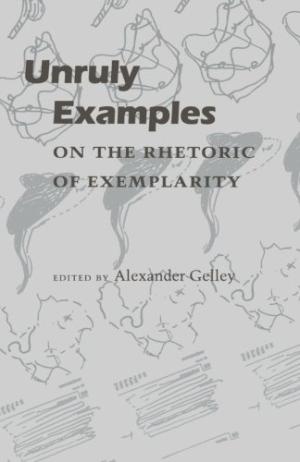 Unruly
Examples
ON THE RHETORIC
OF EXEMPLARITY
EDITED BY Alexander Gelley